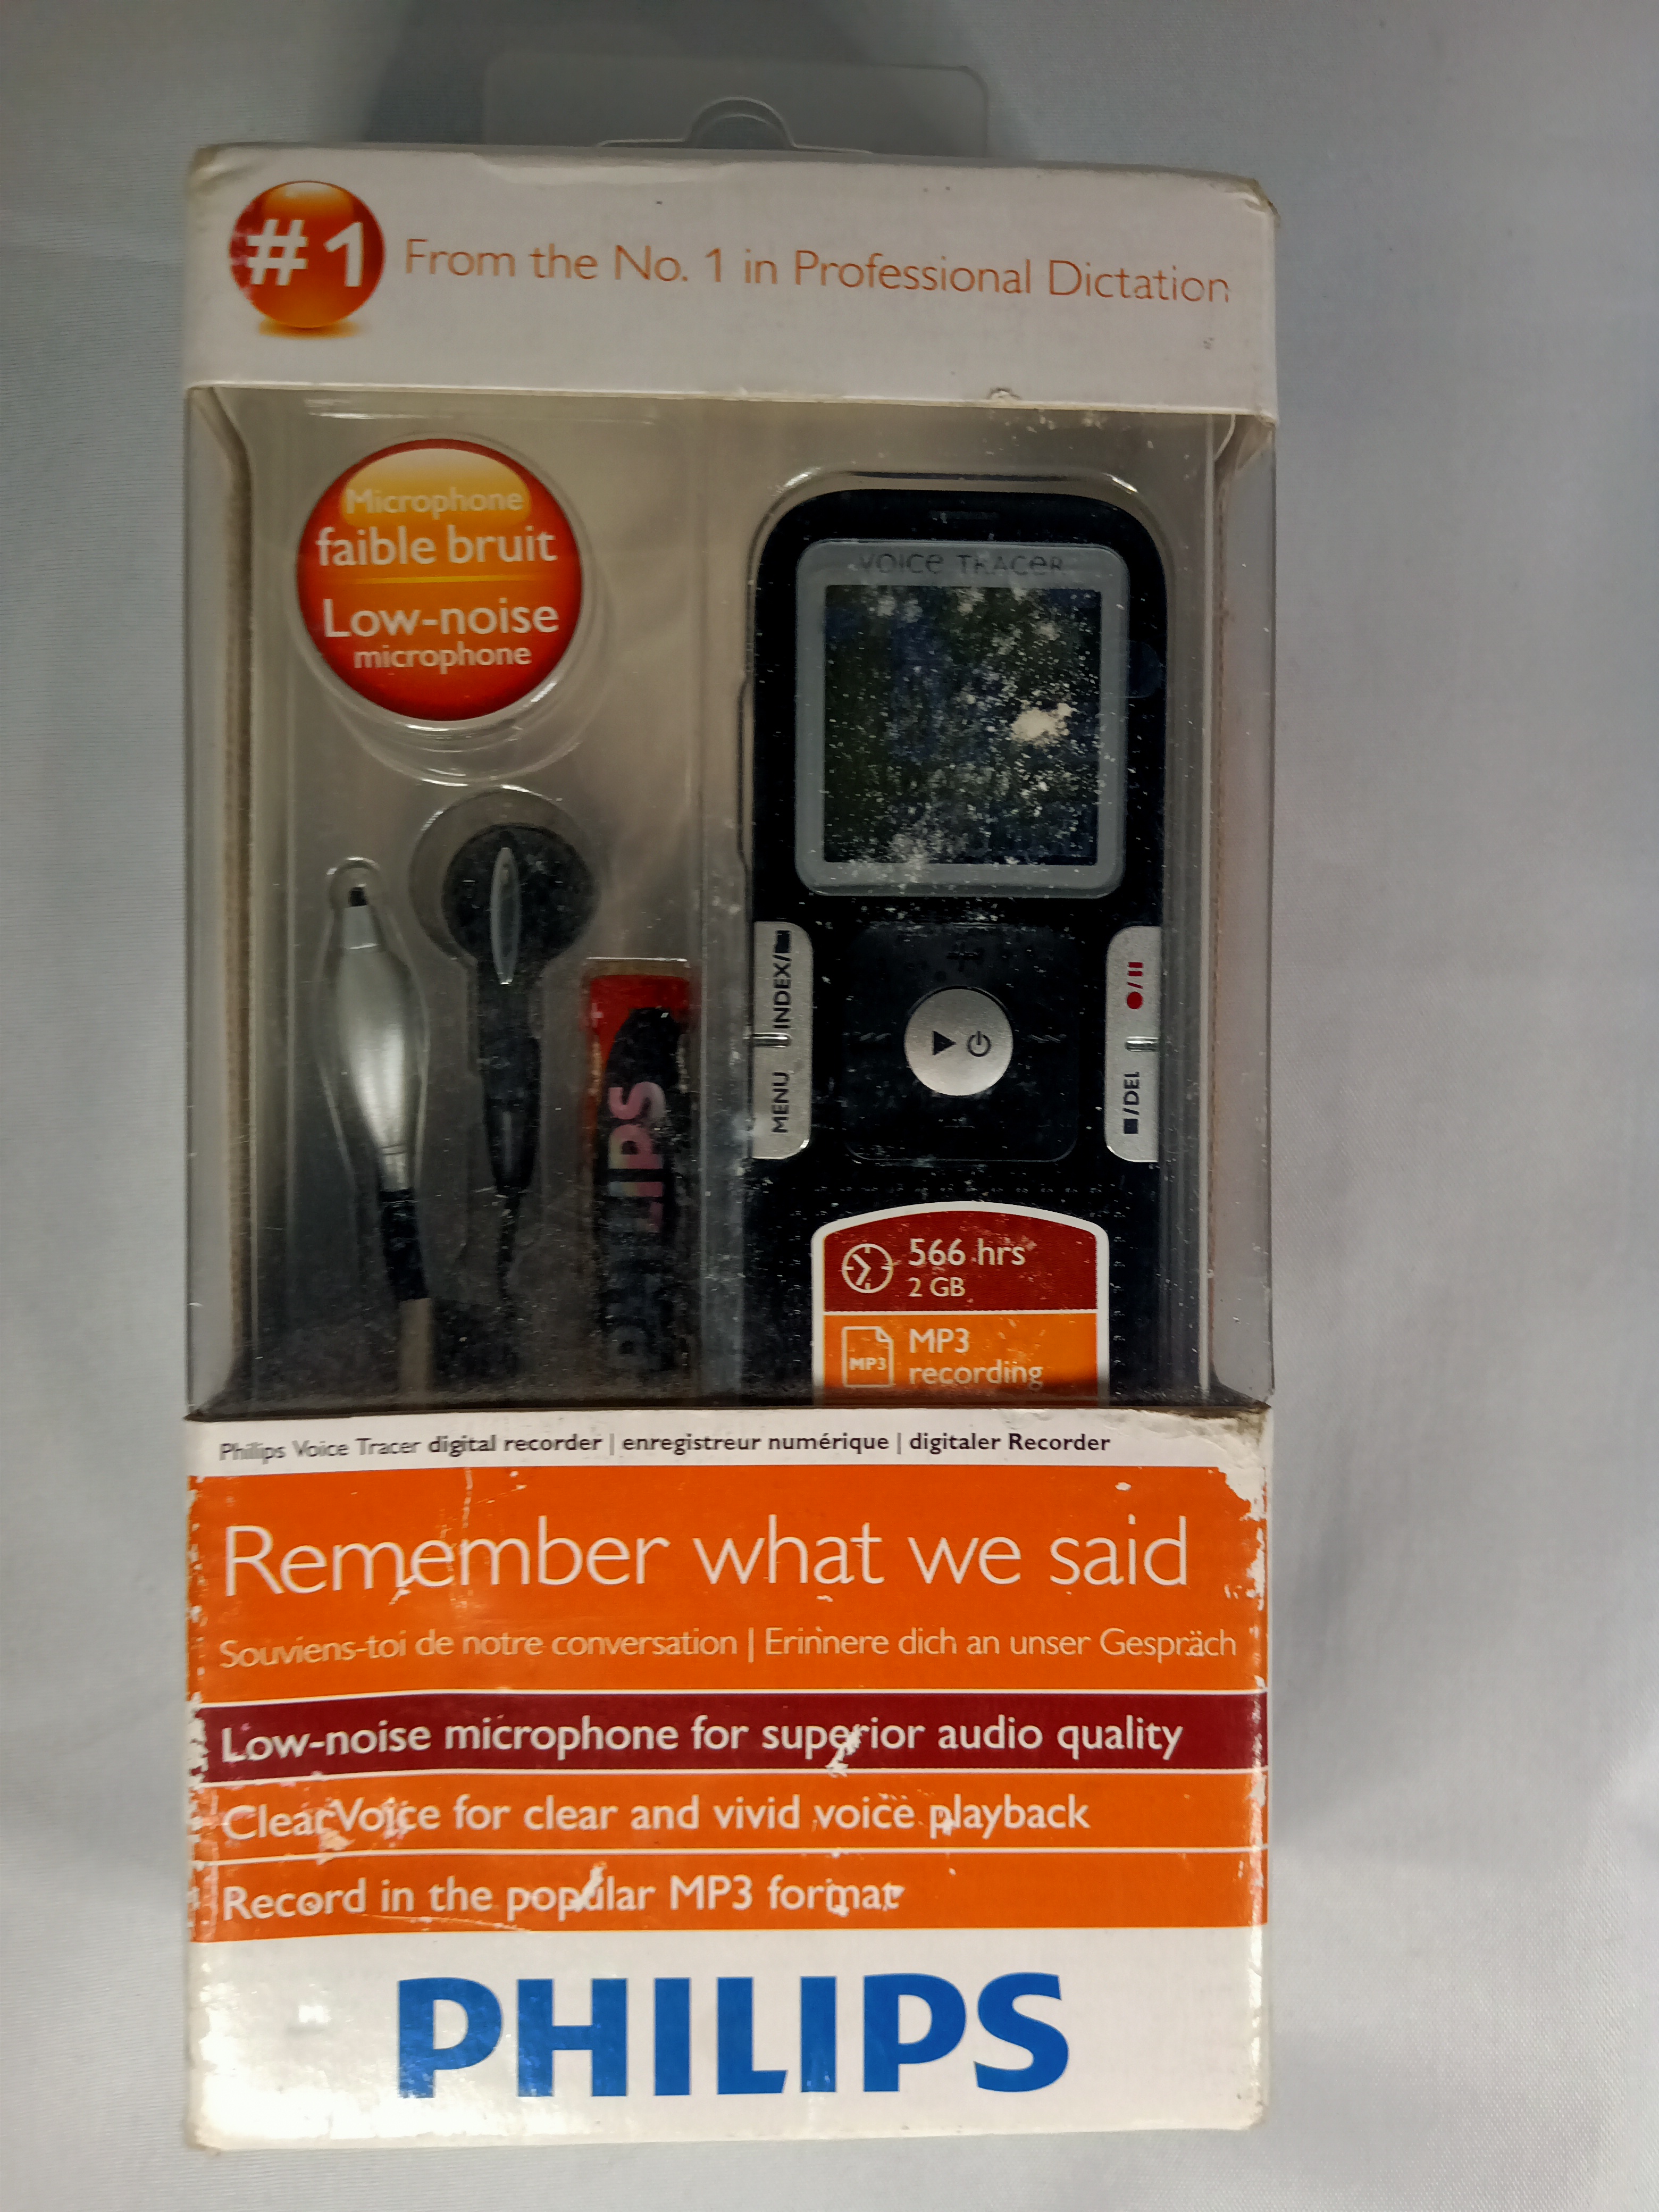 #1 From the No. 1 in Professional Dictation
Microphone
faible bruit
Low-noise
microphone
VOICE TRACER
MENU INDEX/
/DEL
PHILIPS
566 hrs
2 GB
MP3
MP3
recording
Philips Voice Tracer digital recorder | enregistreur numérique | digitaler Recorder
Remember what we said
Souviens-toi de notre conversation | Erinnere dich an unser Gespräch
Low-noise microphone for superior audio quality
ClearVoice for clear and vivid voice playback
Record in the popular MP3 format
PHILIPS